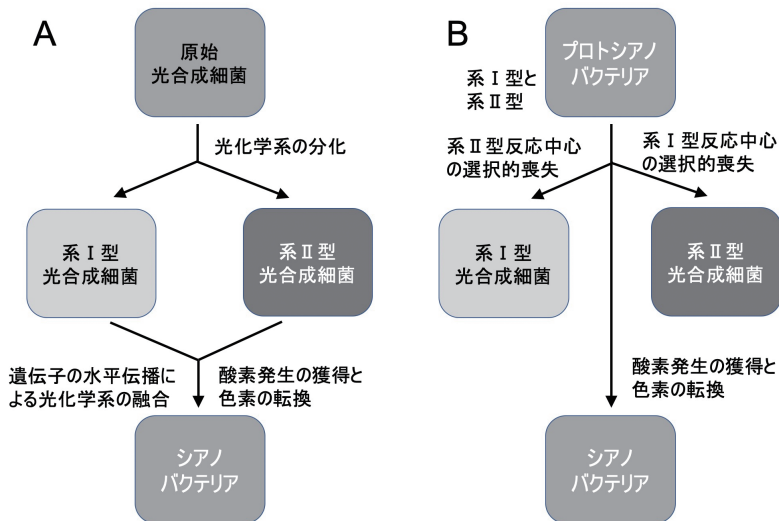 A
原始
光合成細菌
光化学系の分化
系Ⅰ型
光合成細菌
系Ⅱ型
光合成細菌
遺伝子の水平伝播に
よる光化学系の融合
酸素発生の獲得と
色素の転換
シアノ
バクテリア
B
プロトシアノ
バクテリア
系Ⅰ型と
系Ⅱ型
系Ⅱ型反応中心
の選択的喪失
系Ⅰ型反応中心
の選択的喪失
系Ⅰ型
光合成細菌
系Ⅱ型
光合成細菌
酸素発生の獲得と
色素の転換
シアノ
バクテリア